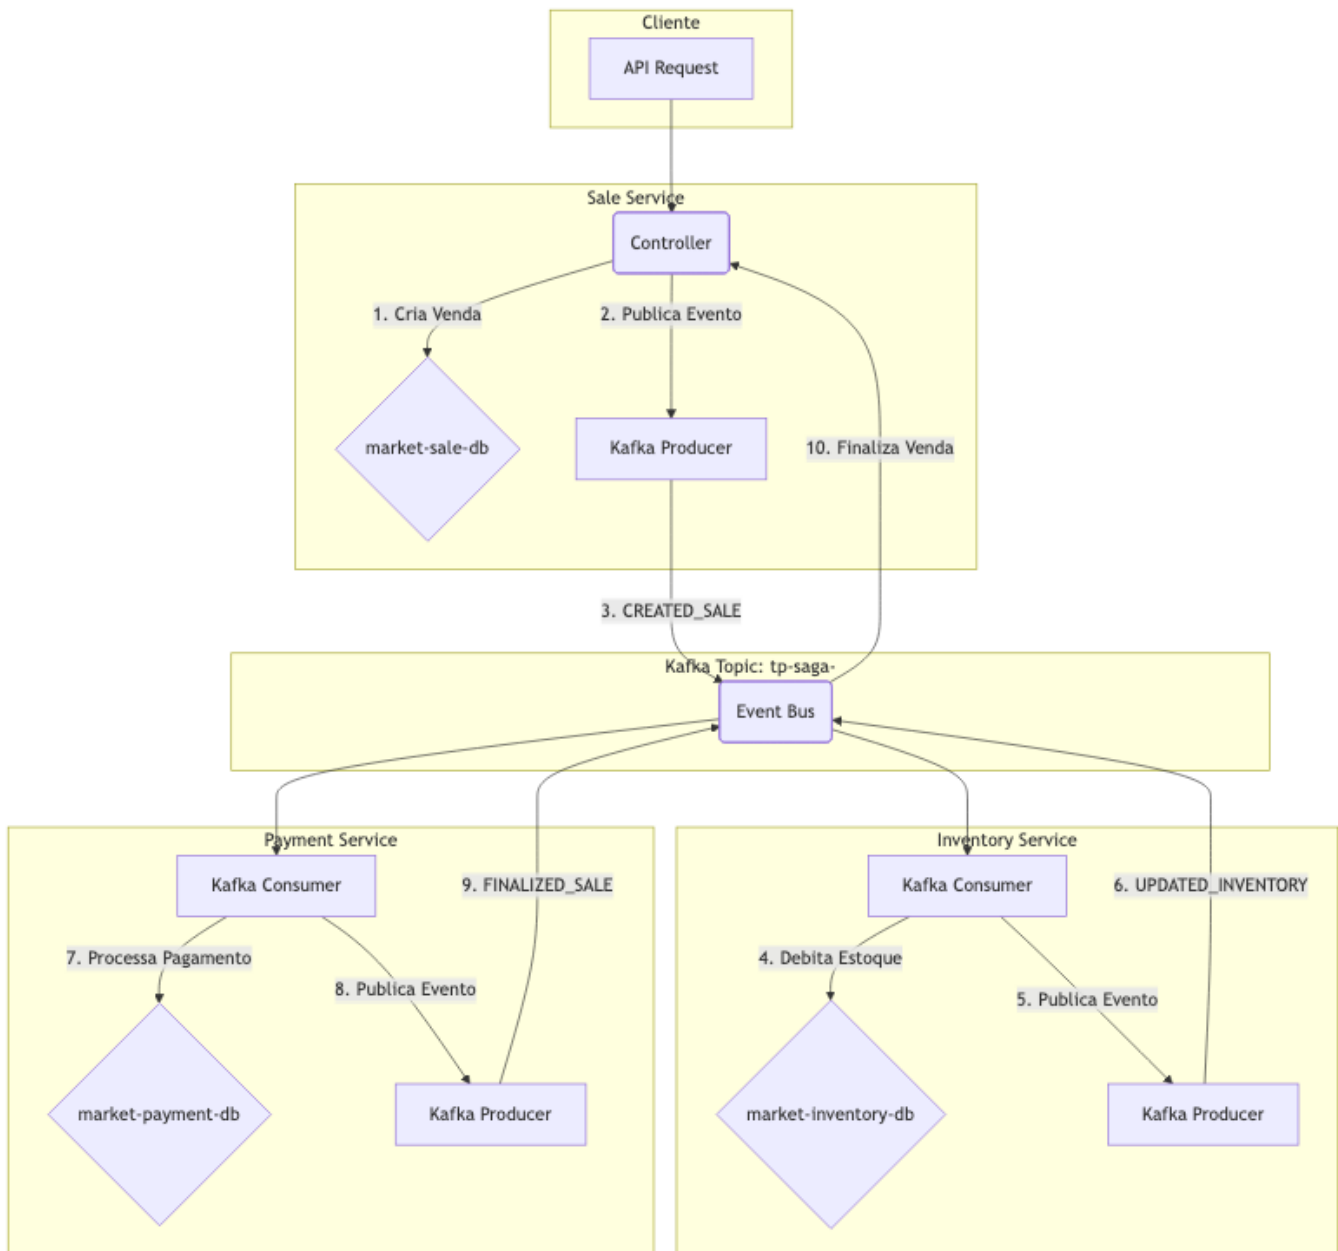 Cliente
API Request
Sale Service
Controller
1. Cria Venda
2. Publica Evento
market-sale-db
Kafka Producer
10. Finaliza Venda
3. CREATED_SALE
Kafka Topic: tp-saga-
Event Bus
Payment Service
Inventory Service
Kafka Consumer
9. FINALIZED_SALE
Kafka Consumer
6. UPDATED_INVENTORY
7. Processa Pagamento
4. Debita Estoque
8. Publica Evento
5. Publica Evento
market-payment-db
Kafka Producer
market-inventory-db
Kafka Producer